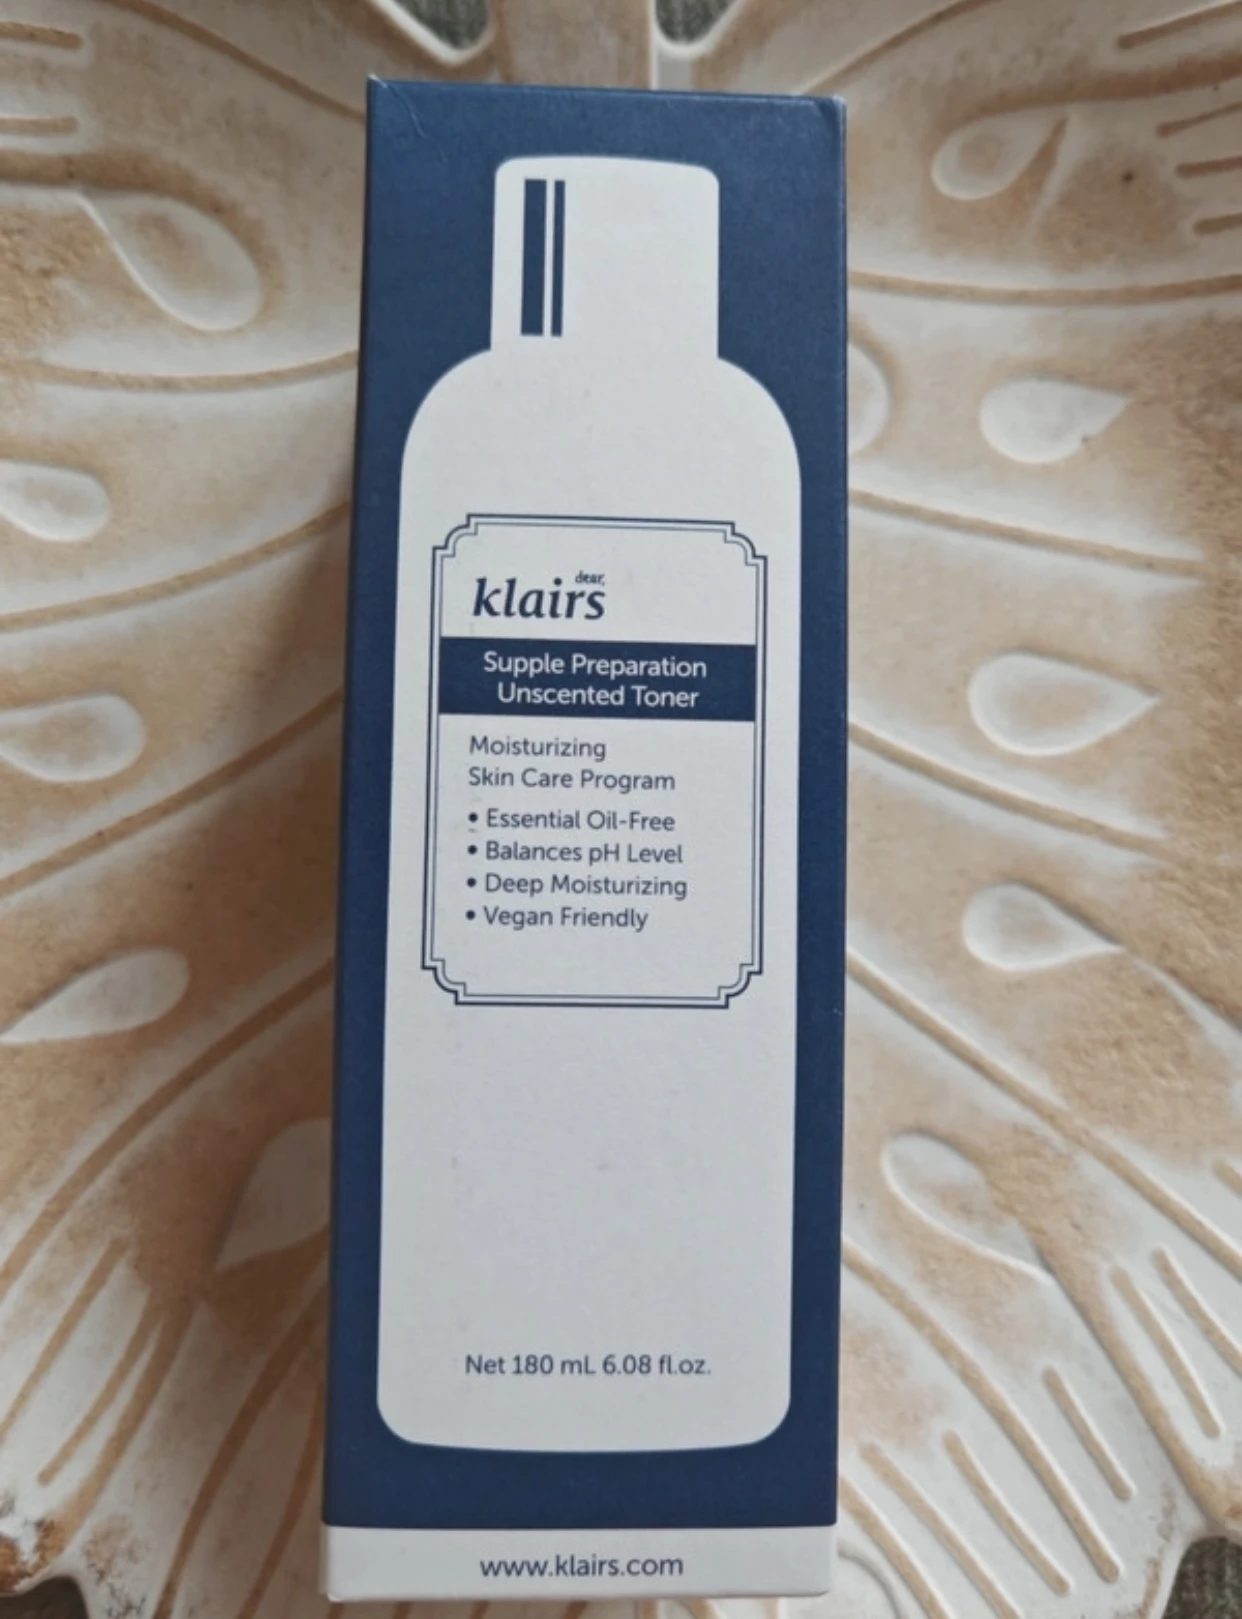 dear,
klairs
Supple Preparation
Unscented Toner
Moisturizing
Skin Care Program
• Essential Oil-Free
• Balances pH Level
• Deep Moisturizing
• Vegan Friendly
Net 180 mL 6.08 fl.oz.
www.klairs.com